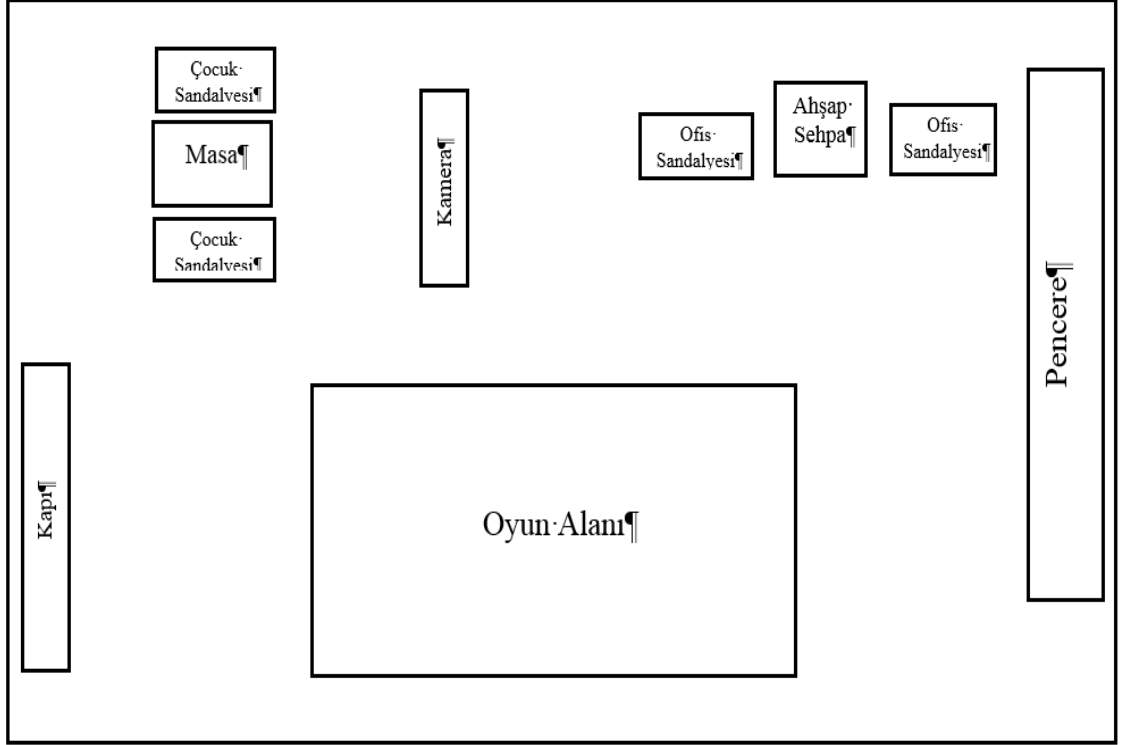 Çocuk·
Sandalyesi¶
Masa¶
Çocuk·
Sandalyesi¶
Kamera¶
Ofis·
Sandalyesi¶
Ahşap·
Sehpa¶
Ofis·
Sandalyesi¶
Pencere¶
Kapı¶
Oyun·Alanı¶